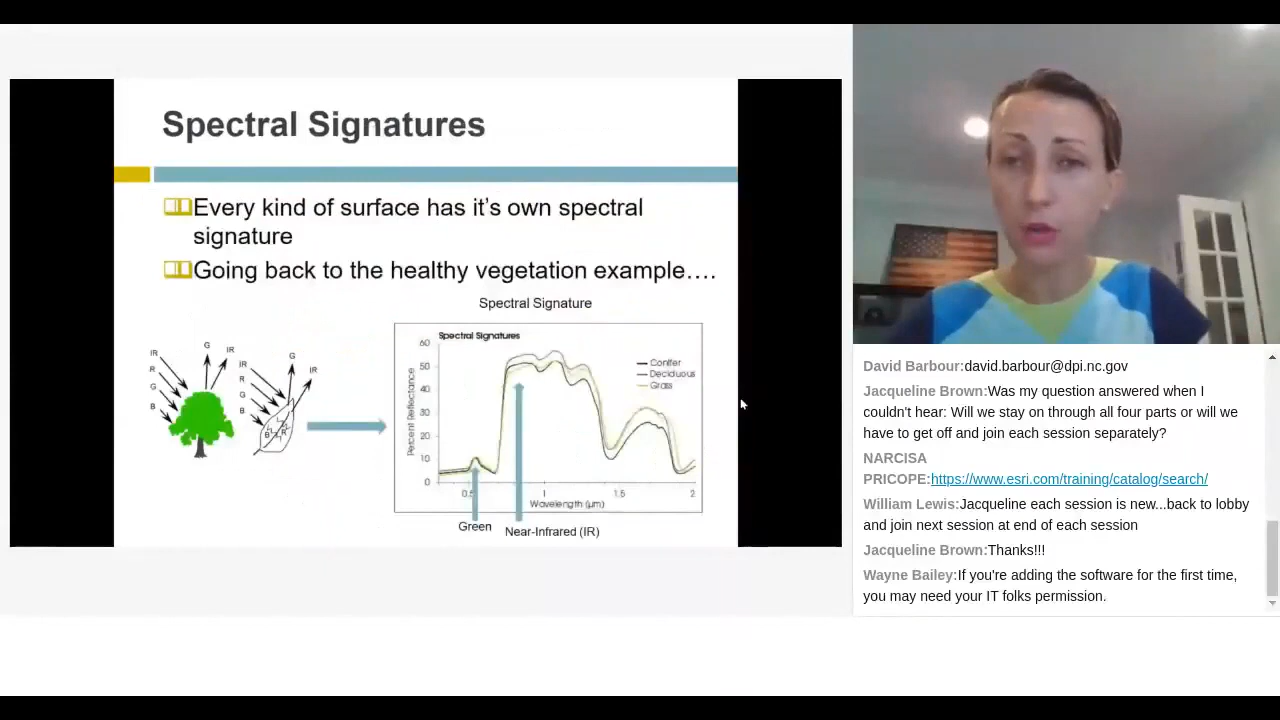 Spectral Signatures
Every kind of surface has it’s own spectral
signature
Going back to the healthy vegetation example….
Spectral Signature
IR
R
G
B
G
IR
IR
R
G
B
G
IR
B
R
Spectral Signatures
Percent Reflectance
60
50
40
30
20
10
0
Conifer
Deciduous
Grass
0.5
1
1.5
2
Wavelength (µm)
Green
Near-Infrared (IR)
David Barbour:david.barbour@dpi.nc.gov
Jacqueline Brown:Was my question answered when I
couldn't hear: Will we stay on through all four parts or will we
have to get off and join each session separately?
NARCISA
PRICOPE:https://www.esri.com/training/catalog/search/
William Lewis:Jacqueline each session is new...back to lobby
and join next session at end of each session
Jacqueline Brown:Thanks!!!
Wayne Bailey:If you're adding the software for the first time,
you may need your IT folks permission.